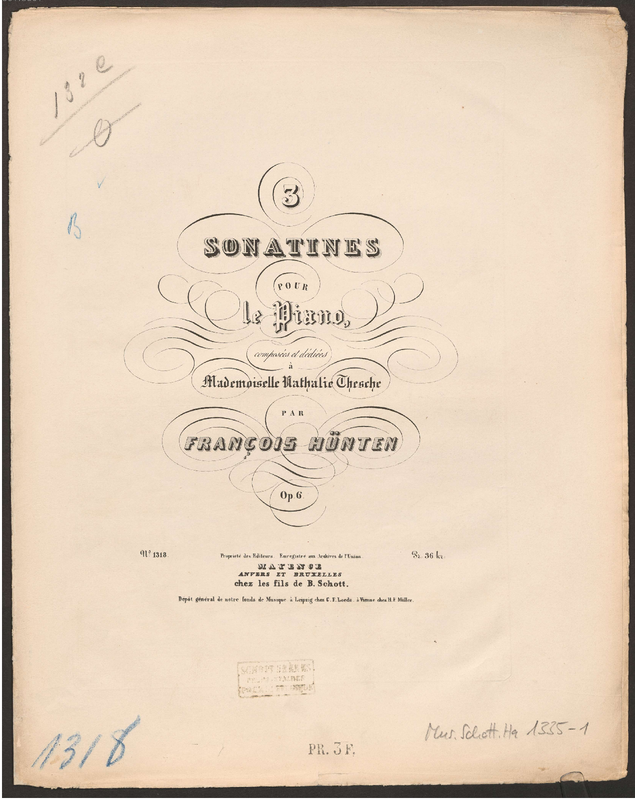 132
B
3
SONATINES
POUR
le Piano,
composées et dédiées
à
Mademoiselle Nathalie Thesche
PAR
FRANÇOIS HÜNTEN
Op 6
Nº 1318. Propriété des Editeurs. Enregistré aux Archives de l'Union. Pr. 36 kr.
MAYENCE
ANVERS ET BRUXELLES
chez les fils de B. Schott.
Dépôt général de notre fonds de Musique à Leipzig chez C. F. Leede. à Vienne chez H. F. Müller.
1318
Mus. Schott. Ha 1335-1
PR. 3 F.